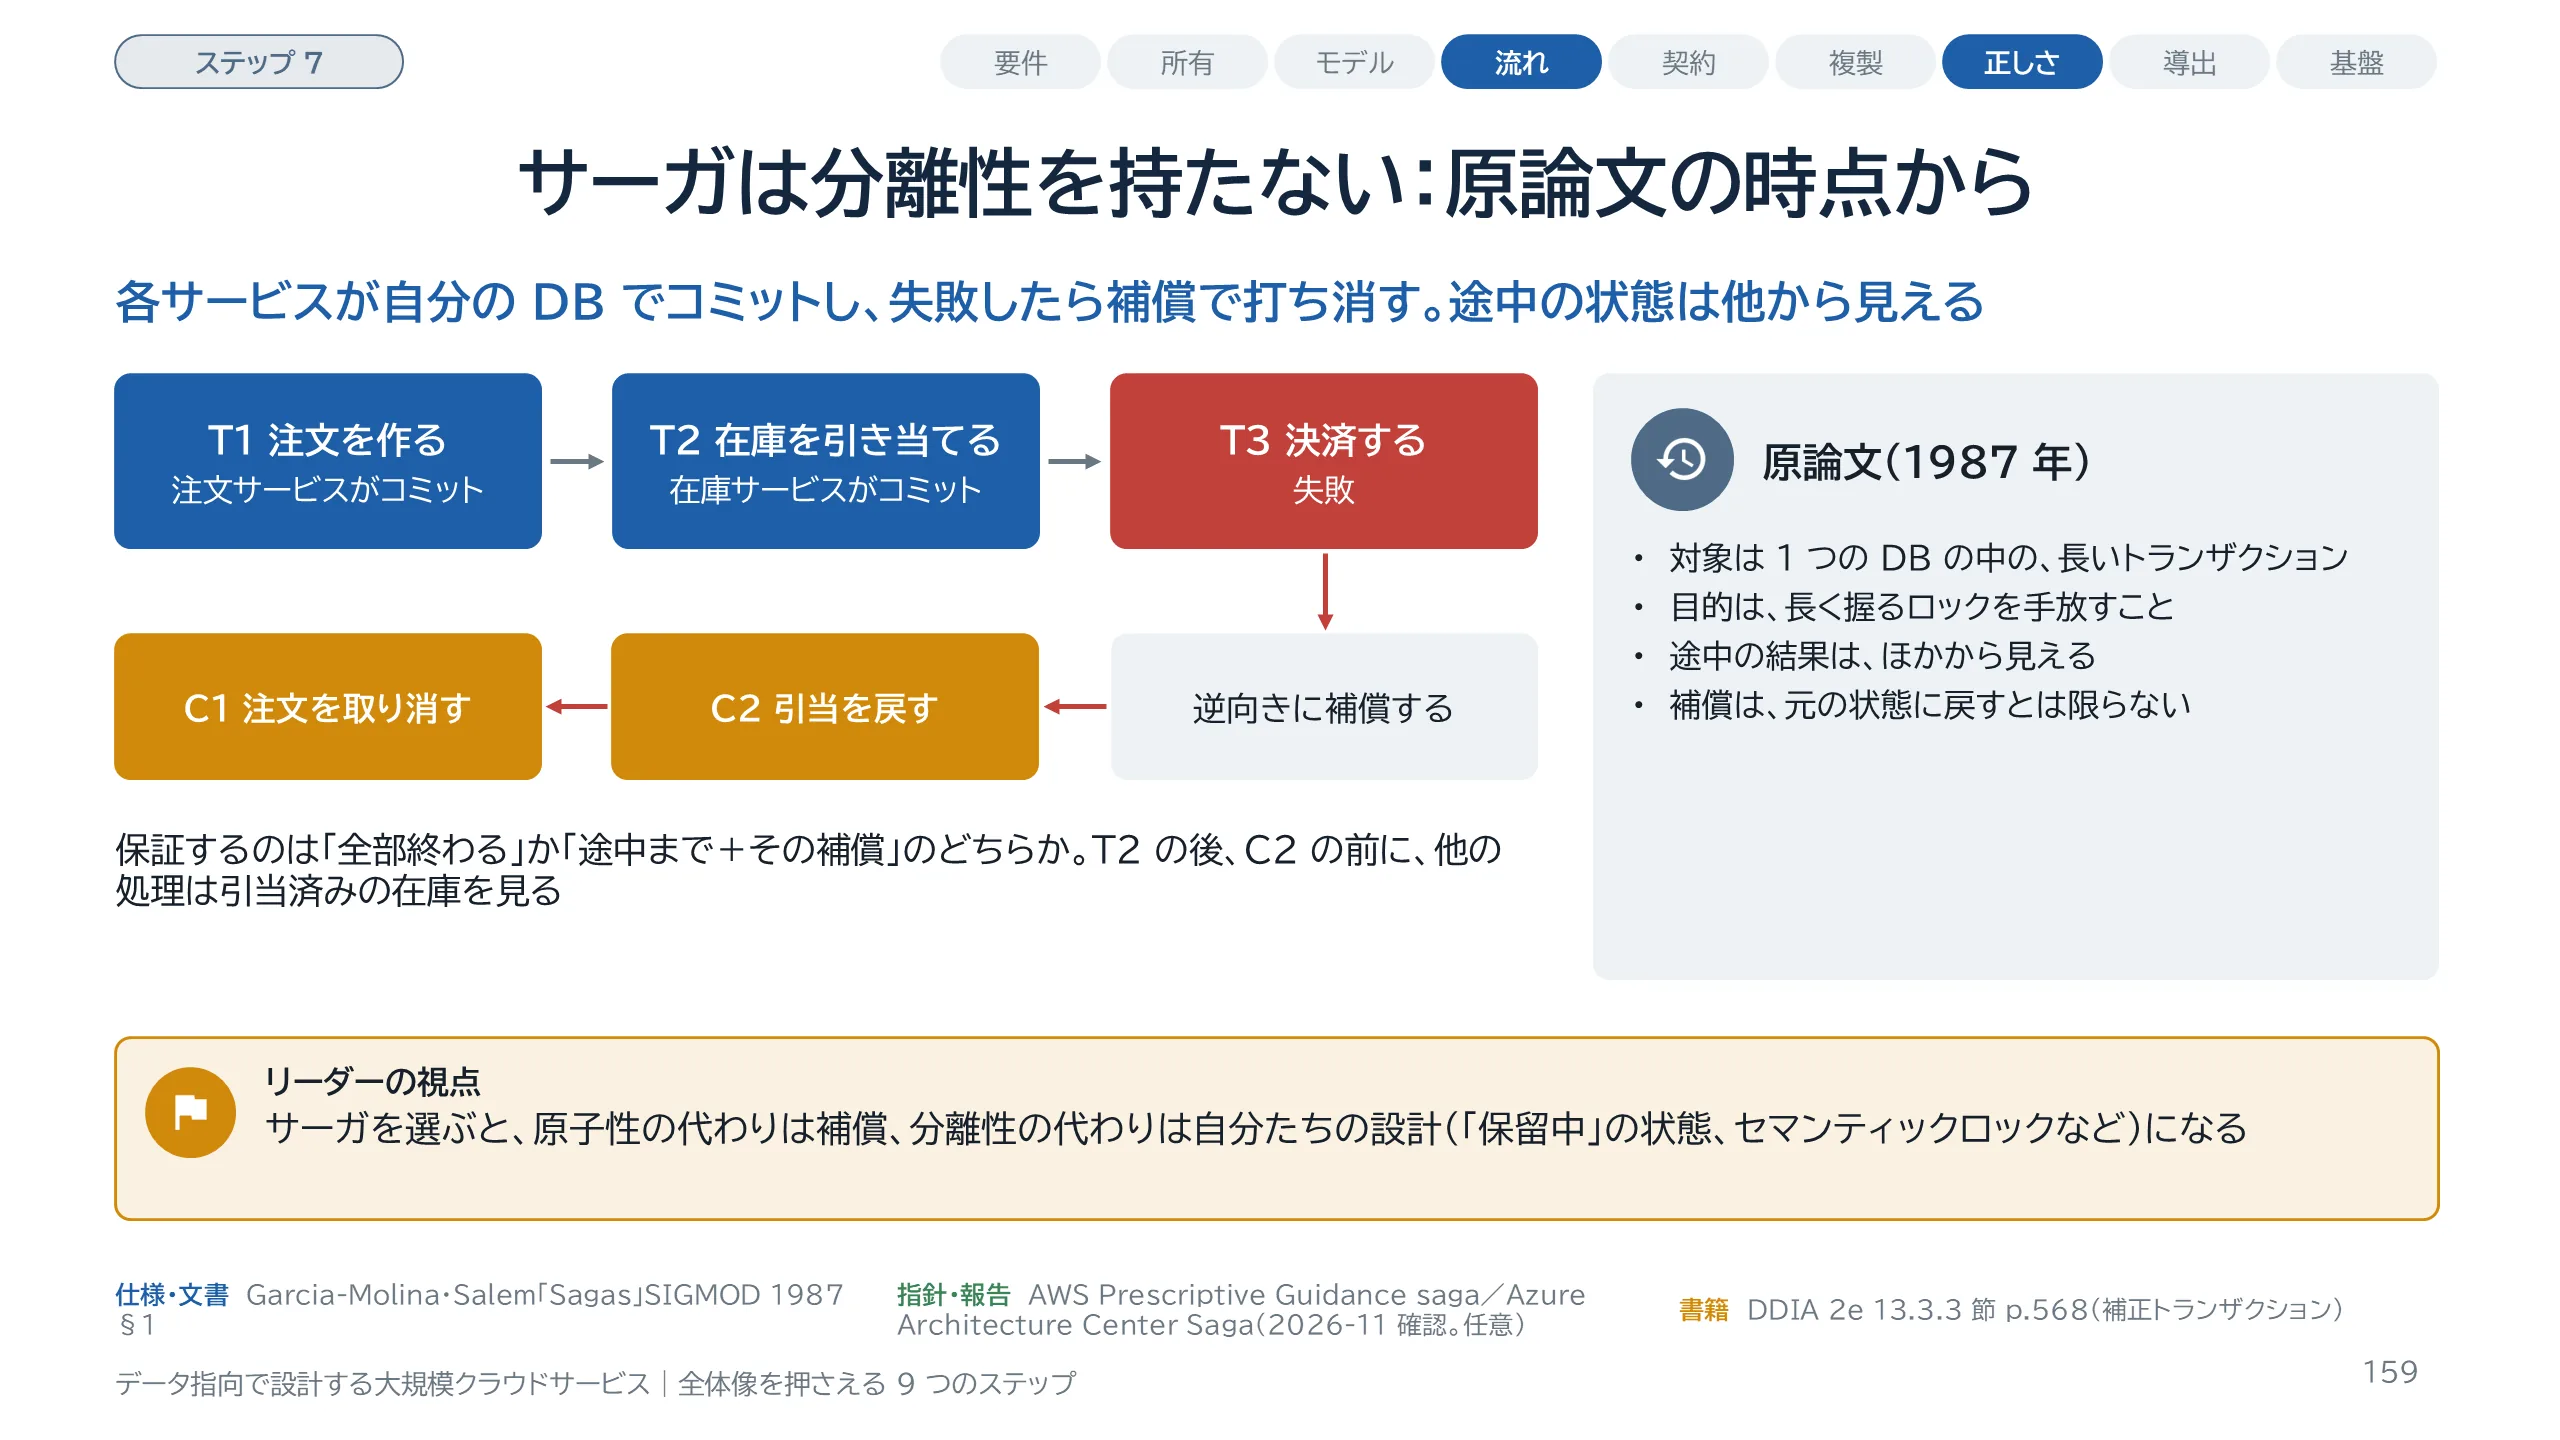 ステップ 7
要件
所有
モデル
流れ
契約
複製
正しさ
導出
基盤
サーガは分離性を持たない：原論文の時点から
各サービスが自分の DB でコミットし、失敗したら補償で打ち消す。途中の状態は他から見える
T1 注文を作る
注文サービスがコミット
T2 在庫を引き当てる
在庫サービスがコミット
T3 決済する
失敗
C1 注文を取り消す
C2 引当を戻す
逆向きに補償する
保証するのは「全部終わる」か「途中まで＋その補償」のどちらか。T2 の後、C2 の前に、他の
処理は引当済みの在庫を見る
原論文（1987 年）
• 対象は 1 つの DB の中の、長いトランザクション
• 目的は、長く握るロックを手放すこと
• 途中の結果は、ほかから見える
• 補償は、元の状態に戻すとは限らない
リーダーの視点
サーガを選ぶと、原子性の代わりは補償、分離性の代わりは自分たちの設計（「保留中」の状態、セマンティックロックなど）になる
仕様・文書 Garcia-Molina・Salem「Sagas」SIGMOD 1987
§1
指針・報告 AWS Prescriptive Guidance saga／Azure
Architecture Center Saga（2026-11 確認。任意）
書籍 DDIA 2e 13.3.3 節 p.568（補正トランザクション）
データ指向で設計する大規模クラウドサービス｜全体像を押さえる 9 つのステップ
159